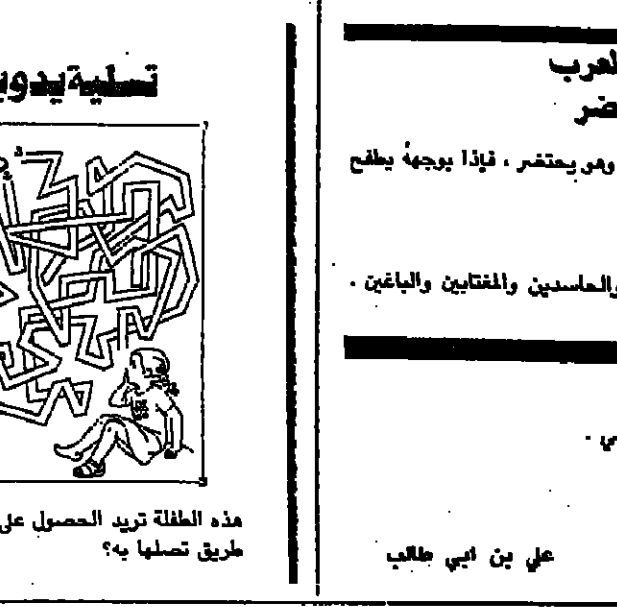 العرب
وهو يحتضر ، فإذا بوجهه يطفح
والحاسدين والمغتابين والباغين .
علي بن ابي طالب
تسلية يدوية
هذه الطفلة تريد الحصول على
طريق تصلها به؟